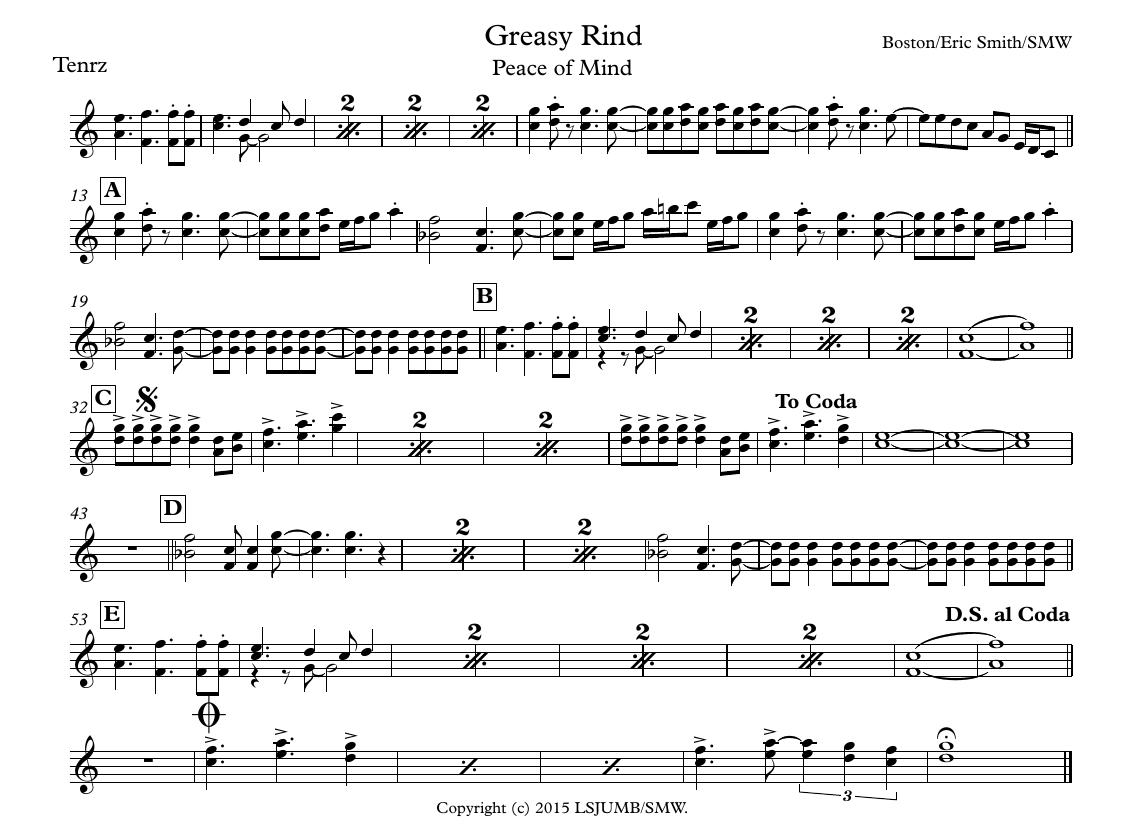 Greasy Rind
Boston/Eric Smith/SMW
Tenrz
Peace of Mind
2 2 2
13 A
19 B
2 2 2
32 C
To Coda
2 2
43 D
2 2
53 E
D.S. al Coda
2 2 2
3
Copyright (c) 2015 LSJUMB/SMW.